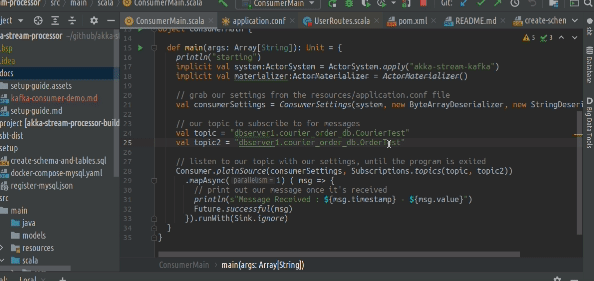 m-processor
src
main
scala
ConsumerMain.scala
ConsumerMain
Git:
ject
ConsumerMain.scala
application.conf
UserRoutes.scala
pom.xml
README.md
create-schen
a-stream-processor ~/github/akka-
.bsp
.idea
docs
setup-guide.assets
kafka-consumer-demo.md
setup-guide.md
project [akka-stream-processor-build
sbt-dist
setup
create-schema-and-tables.sql
docker-compose-mysql.yaml
register-mysql.json
src
main
java
models
resources
scala
13 object ConsumerMain {
14
15 def main(args: Array[String]): Unit = {
16 println("starting")
17 implicit val system:ActorSystem = ActorSystem.apply("akka-stream-kafka")
18 implicit val materializer:ActorMaterializer = ActorMaterializer()
19
20 // grab our settings from the resources/application.conf file
21 val consumerSettings = ConsumerSettings(system, new ByteArrayDeserializer, new StringDeseri
22
23 // our topic to subscribe to for messages
24 val topic = "dbserver1.courier_order_db.CourierTest"
25 val topic2 = "dbserver1.courier_order_db.OrderTest"
26
27 // listen to our topic with our settings, until the program is exited
28 Consumer.plainSource(consumerSettings, Subscriptions.topics(topic, topic2))
29 .mapAsync( parallelism = 1) ( msg => {
30 // print out our message once it's received
31 println(s"Message Received : ${msg.timestamp} - ${msg.value}")
32 Future.successful(msg)
33 }).runWith(Sink.ignore)
34 }
35 }
3 1
Database
Big Data Tools
ConsumerMain
main(args: Array[String])
al: Local